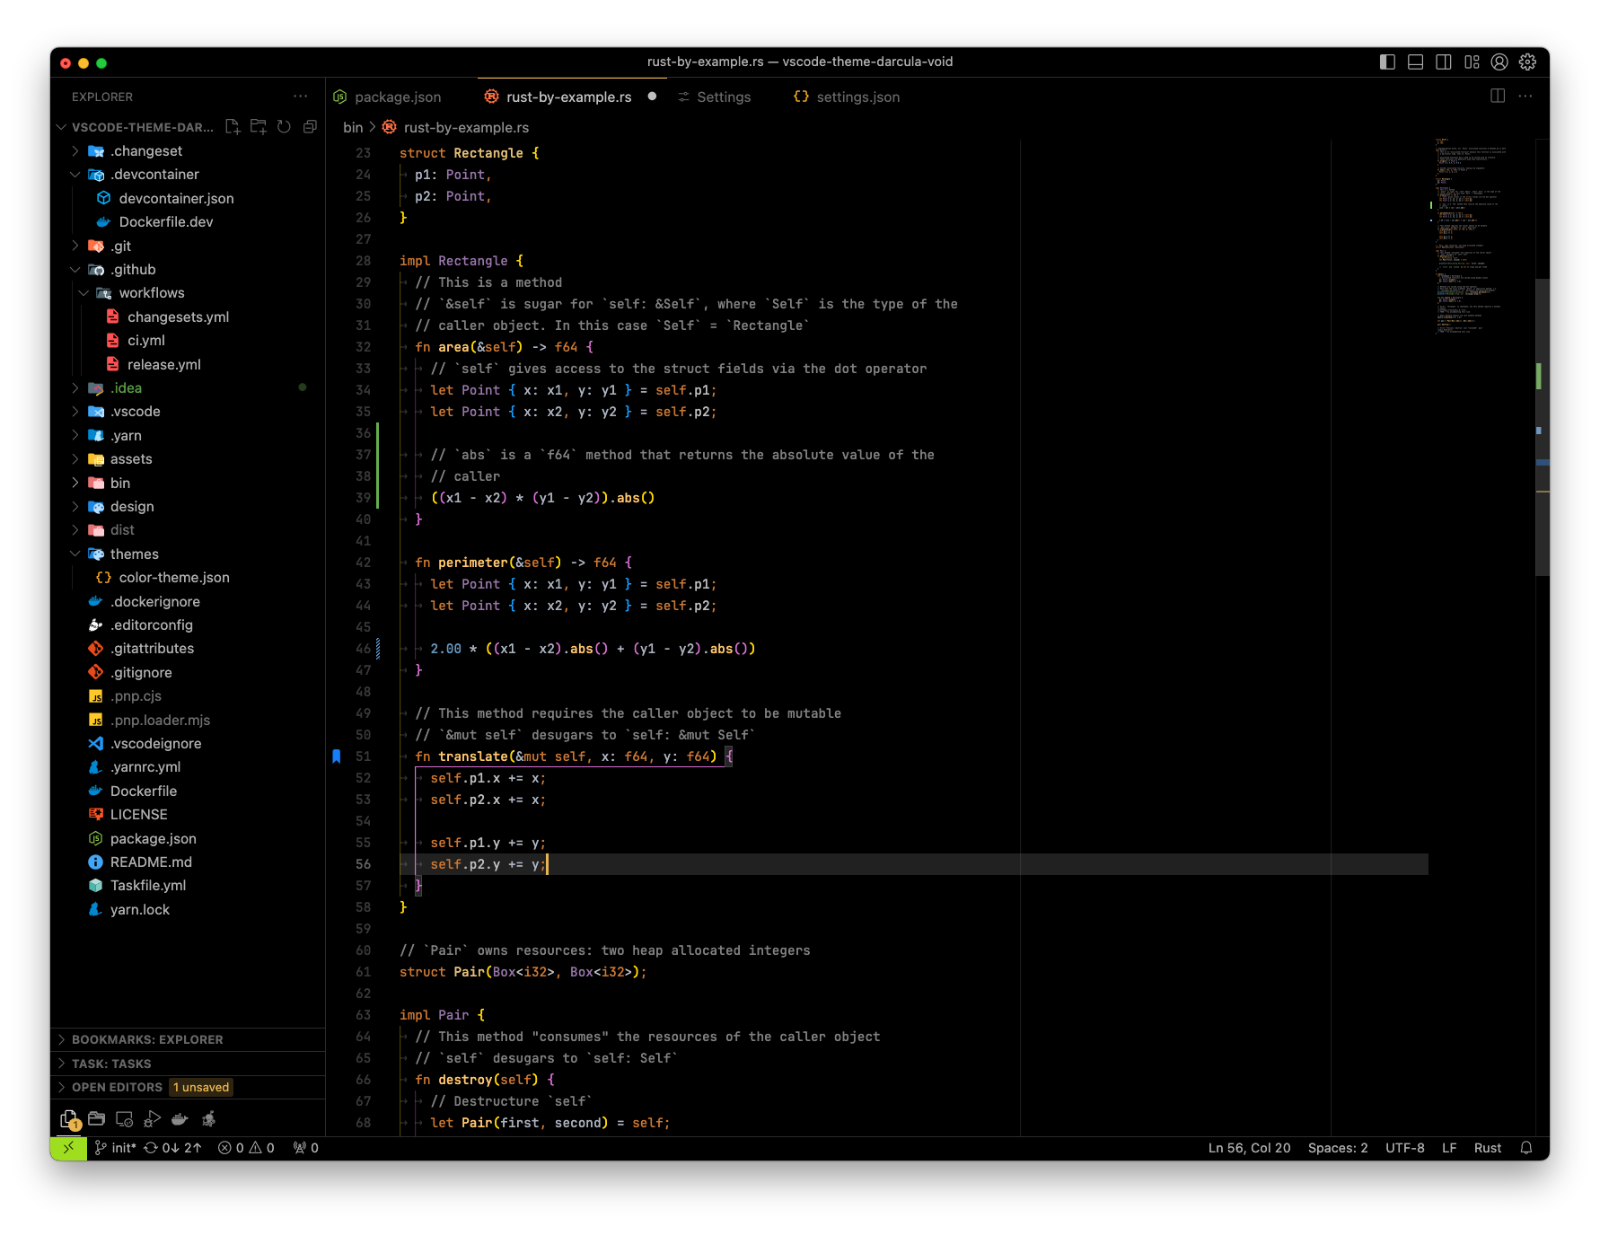 rust-by-example.rs — vscode-theme-darcula-void
EXPLORER
VSCODE-THEME-DAR...
.changeset
.devcontainer
devcontainer.json
Dockerfile.dev
.git
.github
workflows
changesets.yml
ci.yml
release.yml
.idea
.vscode
.yarn
assets
bin
design
dist
themes
color-theme.json
.dockerignore
.editorconfig
.gitattributes
.gitignore
.pnp.cjs
.pnp.loader.mjs
.vscodeignore
.yarnrc.yml
Dockerfile
LICENSE
package.json
README.md
Taskfile.yml
yarn.lock
BOOKMARKS: EXPLORER
TASK: TASKS
OPEN EDITORS 1 unsaved
1
package.json rust-by-example.rs Settings settings.json
bin > rust-by-example.rs
23 struct Rectangle {
24 p1: Point,
25 p2: Point,
26 }
27
28 impl Rectangle {
29 // This is a method
30 // `&self` is sugar for `self: &Self`, where `Self` is the type of the
31 // caller object. In this case `Self` = `Rectangle`
32 fn area(&self) -> f64 {
33 // `self` gives access to the struct fields via the dot operator
34 let Point { x: x1, y: y1 } = self.p1;
35 let Point { x: x2, y: y2 } = self.p2;
36
37 // `abs` is a `f64` method that returns the absolute value of the
38 // caller
39 ((x1 - x2) * (y1 - y2)).abs()
40 }
41
42 fn perimeter(&self) -> f64 {
43 let Point { x: x1, y: y1 } = self.p1;
44 let Point { x: x2, y: y2 } = self.p2;
45
46 2.00 * ((x1 - x2).abs() + (y1 - y2).abs())
47 }
48
49 // This method requires the caller object to be mutable
50 // `&mut self` desugars to `self: &mut Self`
51 fn translate(&mut self, x: f64, y: f64) {
52 self.p1.x += x;
53 self.p2.x += x;
54
55 self.p1.y += y;
56 self.p2.y += y;
57 }
58 }
59
60 // `Pair` owns resources: two heap allocated integers
61 struct Pair(Box<i32>, Box<i32>);
62
63 impl Pair {
64 // This method "consumes" the resources of the caller object
65 // `self` desugars to `self: Self`
66 fn destroy(self) {
67 // Destructure `self`
68 let Pair(first, second) = self;
init* 0↓ 2↑ 0 0 0 Ln 56, Col 20 Spaces: 2 UTF-8 LF Rust